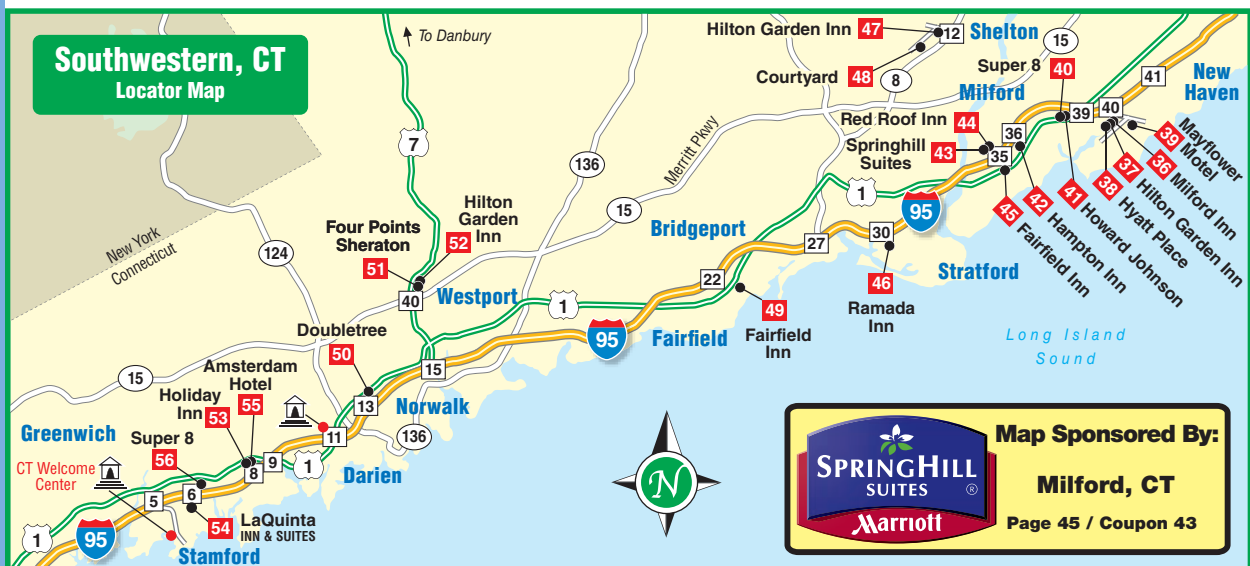 Southwestern, CT
Locator Map
To Danbury
Hilton Garden Inn 47
12
Shelton
15
Courtyard 48
8
Super 8 40
Milford
41
New
Haven
Red Roof Inn 44
Springhill
Suites 43
35
36
39
40
39 Mayflower
Motel
36 Milford Inn
37 Hilton Garden Inn
38 Hyatt Place
41 Howard Johnson
42 Hampton Inn
45 Fairfield Inn
7
136
Merritt Pkwy
15
1
95
New York
Connecticut
124
Four Points
Sheraton
51
Hilton
Garden
Inn
52
40
Westport
Bridgeport
27
30
Stratford
46
Ramada
Inn
22
1
95
Fairfield
49
Fairfield
Inn
Long Island
Sound
Doubletree
50
15
15
13
Norwalk
136
Amsterdam
Hotel
55
Holiday
Inn 53
11
Greenwich
Super 8
56
9
8
1
Darien
CT Welcome
Center
5
6
54 LaQuinta
INN & SUITES
1
95
Stamford
N
SPRINGHILL
SUITES
®
Marriott
Map Sponsored By:
Milford, CT
Page 45 / Coupon 43